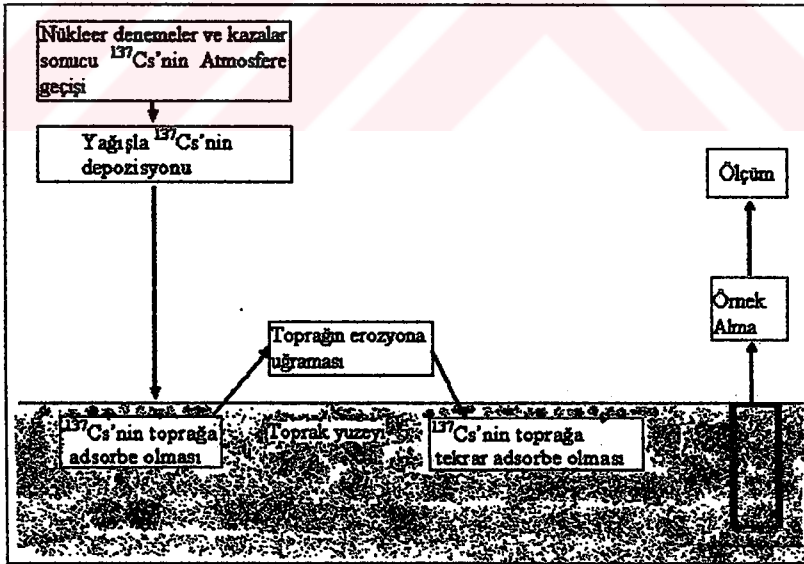 Nükleer denemeler ve kazalar
sonucu ¹³⁷Cs'nin Atmosfere
geçişi
Yağışla ¹³⁷Cs'nin
depozisyonu
Ölçüm
Örnek
Alma
Toprağın erozyona
uğraması
¹³⁷Cs'nin toprağa
adsorbe olması
Toprak yuzeyi
¹³⁷Cs'nin toprağa
tekrar adsorbe olması